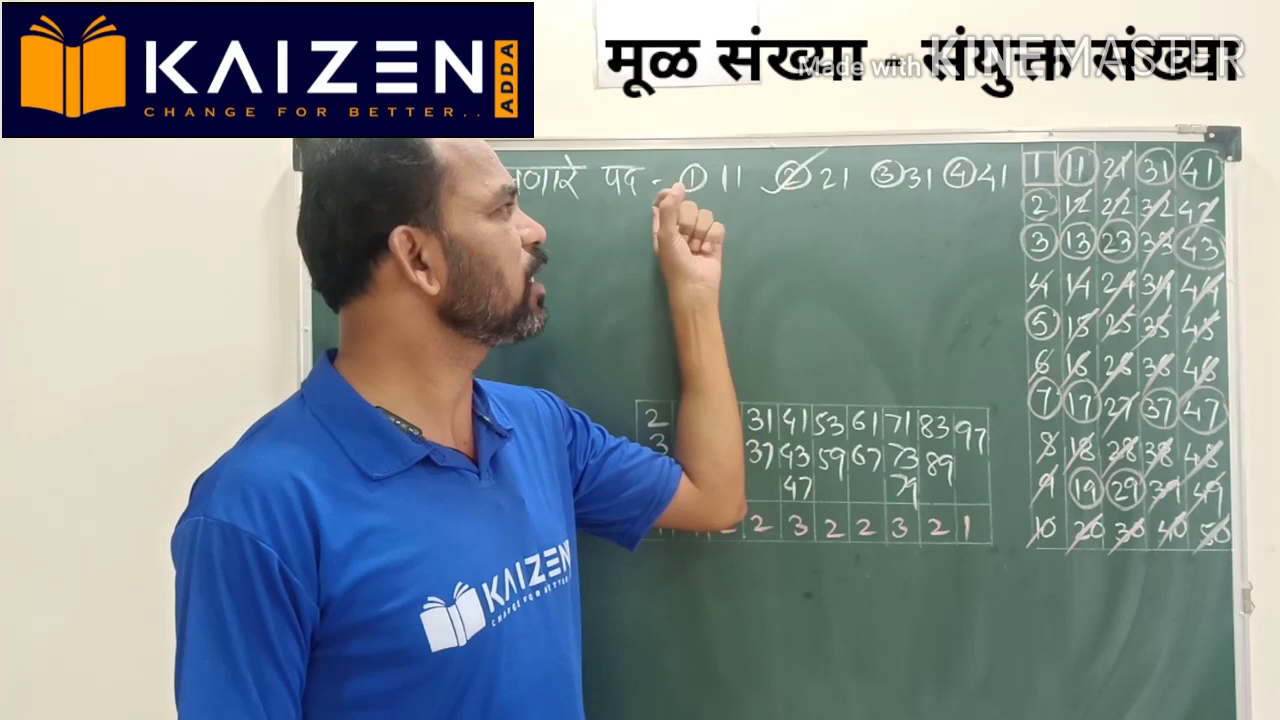 KAIZEN ADDA
CHANGE FOR BETTER..
मूळ संख्या - संयुक्त संख्या
Made with KINEMASTER
पद - ① 11 ② 21 ③ 31 ④ 41
1 11 21 31 41
2 12 22 32 42
3 13 23 33 43
4 14 24 34 44
5 15 25 35 45
6 16 26 36 46
7 17 27 37 47
8 18 28 38 48
9 19 29 39 49
10 20 30 40 50
2 31 41 53 61 71 83 97
3 37 43 59 67 73 89
47 79
2 3 2 2 3 2 1
KAIZEN
CHANGE FOR BETTER